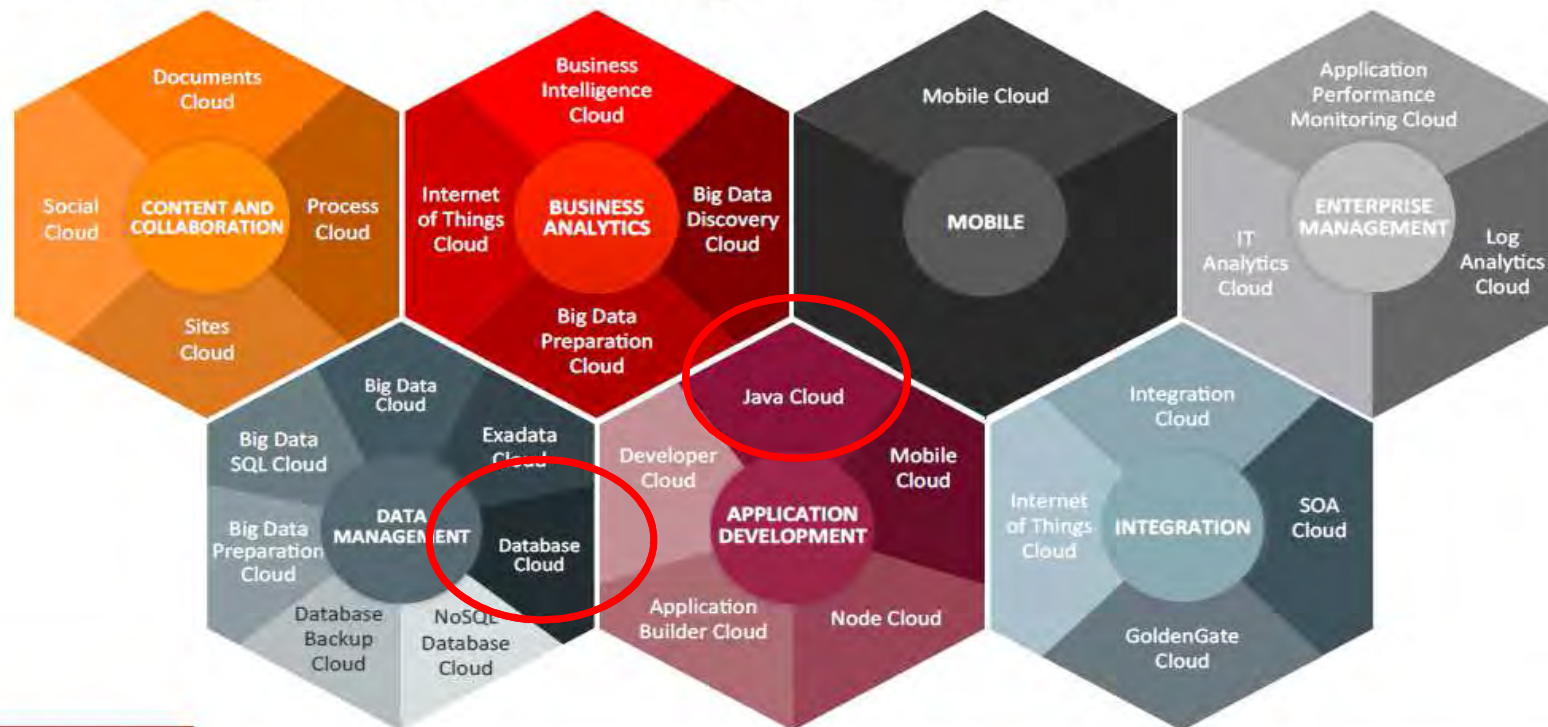 Documents
Cloud
Social
Cloud
CONTENT AND
COLLABORATION
Process
Cloud
Sites
Cloud
Business
Intelligence
Cloud
Internet
of Things
Cloud
BUSINESS
ANALYTICS
Big Data
Discovery
Cloud
Big Data
Preparation
Cloud
Mobile Cloud
MOBILE
Application
Performance
Monitoring Cloud
ENTERPRISE
MANAGEMENT
IT
Analytics
Cloud
Log
Analytics
Cloud
Big Data
Cloud
Big Data
SQL Cloud
Exadata
Cloud
DATA
MANAGEMENT
Big Data
Preparation
Cloud
Database
Cloud
Database
Backup
Cloud
NoSQL
Database
Cloud
Java Cloud
Developer
Cloud
Mobile
Cloud
APPLICATION
DEVELOPMENT
Application
Builder Cloud
Node Cloud
Integration
Cloud
Internet
of Things
Cloud
INTEGRATION
SOA
Cloud
GoldenGate
Cloud